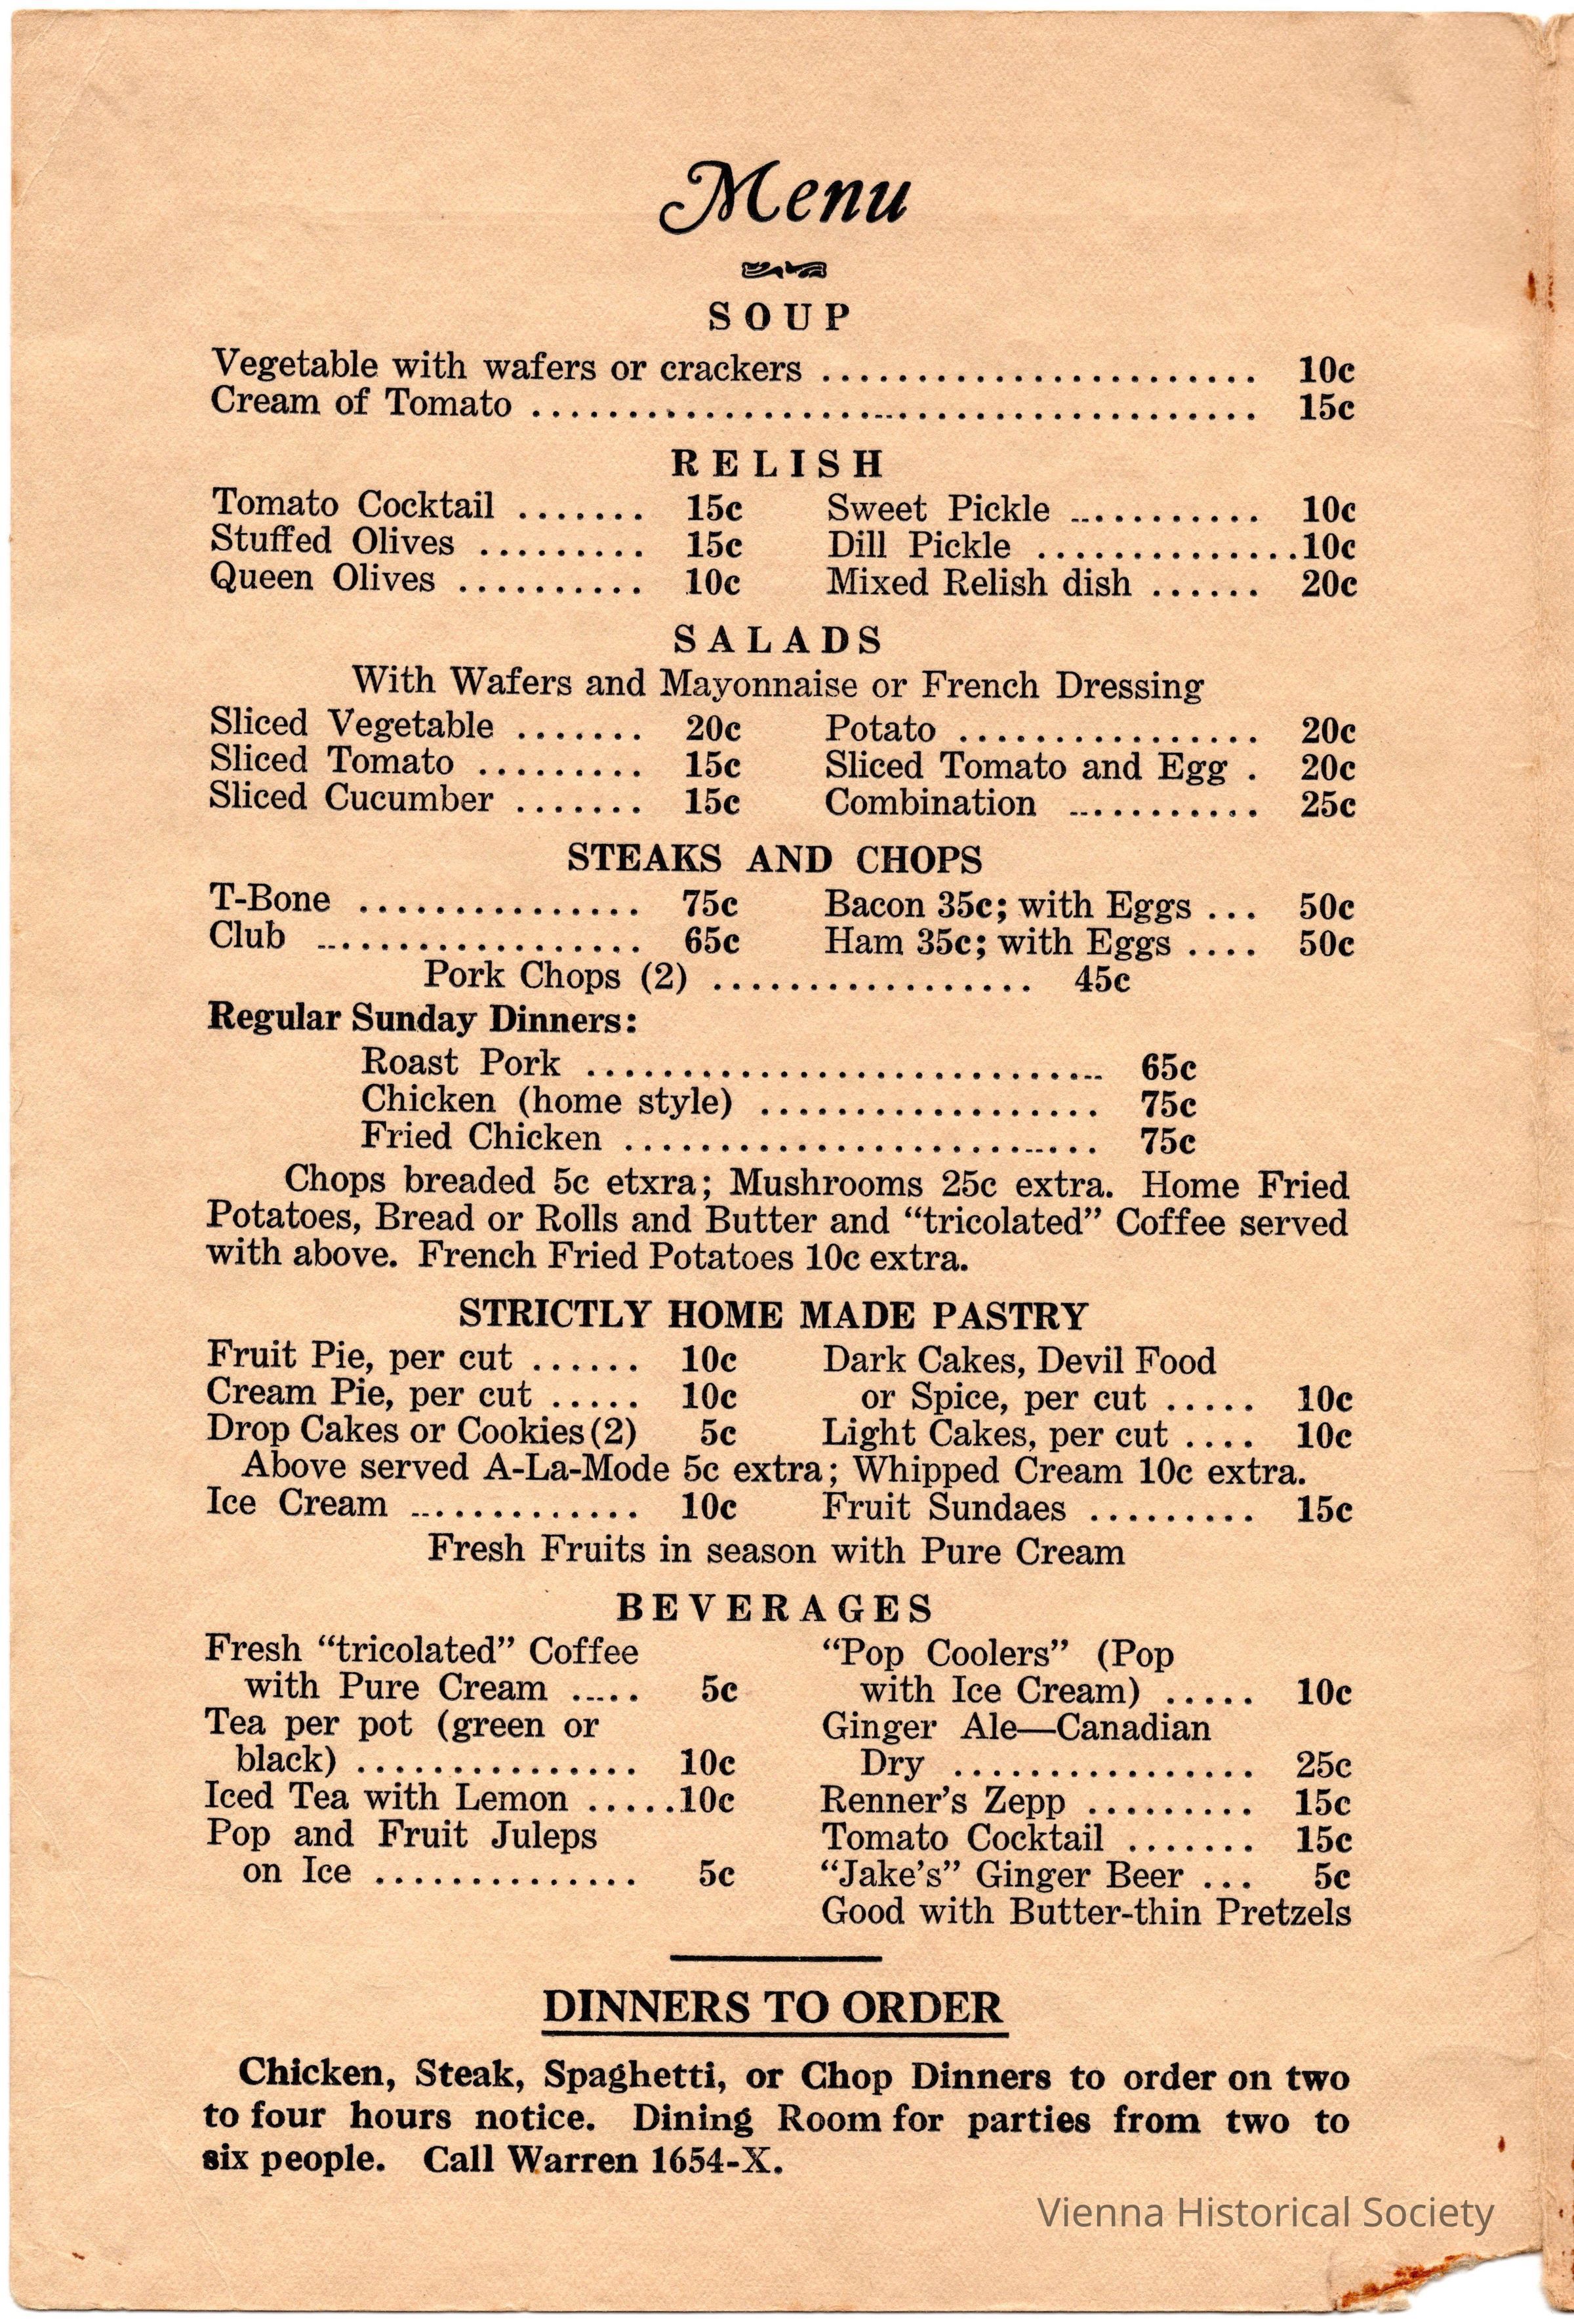 Menu
SOUP
Vegetable with wafers or crackers ........................ 10c
Cream of Tomato ...................................... 15c
RELISH
Tomato Cocktail ....... 15c Sweet Pickle ........... 10c
Stuffed Olives ......... 15c Dill Pickle ..............10c
Queen Olives .......... 10c Mixed Relish dish ...... 20c
SALADS
With Wafers and Mayonnaise or French Dressing
Sliced Vegetable ....... 20c Potato ................ 20c
Sliced Tomato ......... 15c Sliced Tomato and Egg . 20c
Sliced Cucumber ....... 15c Combination ........... 25c
STEAKS AND CHOPS
T-Bone ............... 75c Bacon 35c; with Eggs ... 50c
Club .................. 65c Ham 35c; with Eggs .... 50c
Pork Chops (2) ................. 45c
Regular Sunday Dinners:
Roast Pork ............................ 65c
Chicken (home style) .................. 75c
Fried Chicken ......................... 75c
Chops breaded 5c etxra; Mushrooms 25c extra. Home Fried
Potatoes, Bread or Rolls and Butter and “tricolated” Coffee served
with above. French Fried Potatoes 10c extra.
STRICTLY HOME MADE PASTRY
Fruit Pie, per cut ...... 10c Dark Cakes, Devil Food
Cream Pie, per cut ..... 10c or Spice, per cut ..... 10c
Drop Cakes or Cookies(2) 5c Light Cakes, per cut .... 10c
Above served A-La-Mode 5c extra; Whipped Cream 10c extra.
Ice Cream ............. 10c Fruit Sundaes ......... 15c
Fresh Fruits in season with Pure Cream
BEVERAGES
Fresh “tricolated” Coffee
with Pure Cream ..... 5c
Tea per pot (green or
black) ............... 10c
Iced Tea with Lemon .....10c
Pop and Fruit Juleps
on Ice .............. 5c
“Pop Coolers” (Pop
with Ice Cream) ..... 10c
Ginger Ale—Canadian
Dry ................ 25c
Renner’s Zepp ......... 15c
Tomato Cocktail ....... 15c
“Jake’s” Ginger Beer ... 5c
Good with Butter-thin Pretzels
DINNERS TO ORDER
Chicken, Steak, Spaghetti, or Chop Dinners to order on two
to four hours notice. Dining Room for parties from two to
six people. Call Warren 1654-X.
Vienna Historical Society